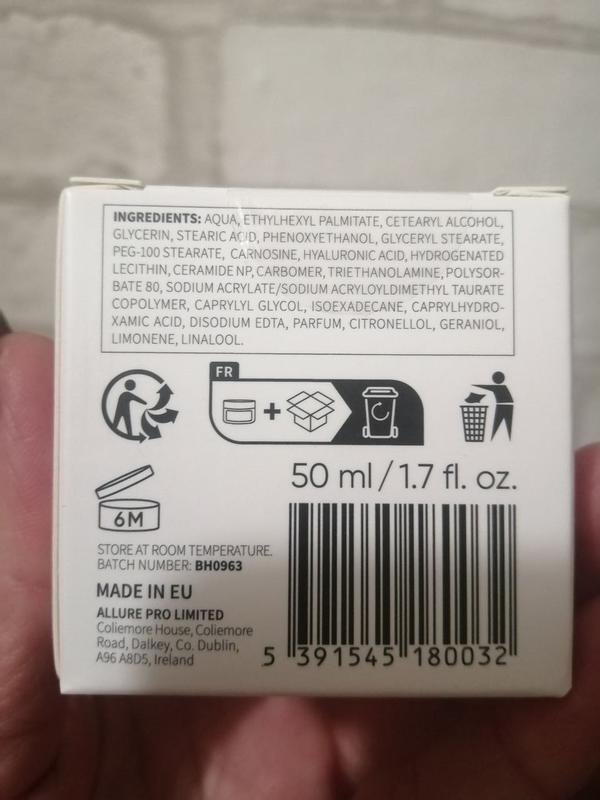 INGREDIENTS: AQUA, ETHYLHEXYL PALMITATE, CETEARYL ALCOHOL,
GLYCERIN, STEARIC ACID, PHENOXYETHANOL, GLYCERYL STEARATE,
PEG-100 STEARATE, CARNOSINE, HYALURONIC ACID, HYDROGENATED
LECITHIN, CERAMIDE NP, CARBOMER, TRIETHANOLAMINE, POLYSOR-
BATE 80, SODIUM ACRYLATE/SODIUM ACRYLOYLDIMETHYL TAURATE
COPOLYMER, CAPRYLYL GLYCOL, ISOEXADECANE, CAPRYLHYDRO-
XAMIC ACID, DISODIUM EDTA, PARFUM, CITRONELLOL, GERANIOL,
LIMONENE, LINALOOL.
FR
50 ml / 1.7 fl. oz.
6M
STORE AT ROOM TEMPERATURE.
BATCH NUMBER: BH0963
MADE IN EU
ALLURE PRO LIMITED
Coliemore House, Coliemore
Road, Dalkey, Co. Dublin,
A96 A8D5, Ireland
5 391545 180032